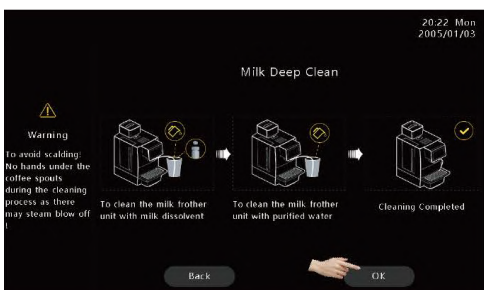 20:22 Mon
2005/01/03
Milk Deep Clean
Warning
To avoid scalding:
No hands under the
coffee spouts
during the cleaning
process as there
may steam blow off
!
To clean the milk frother
unit with milk dissolvent
To clean the milk frother
unit with purified water
Cleaning Completed
Back
OK